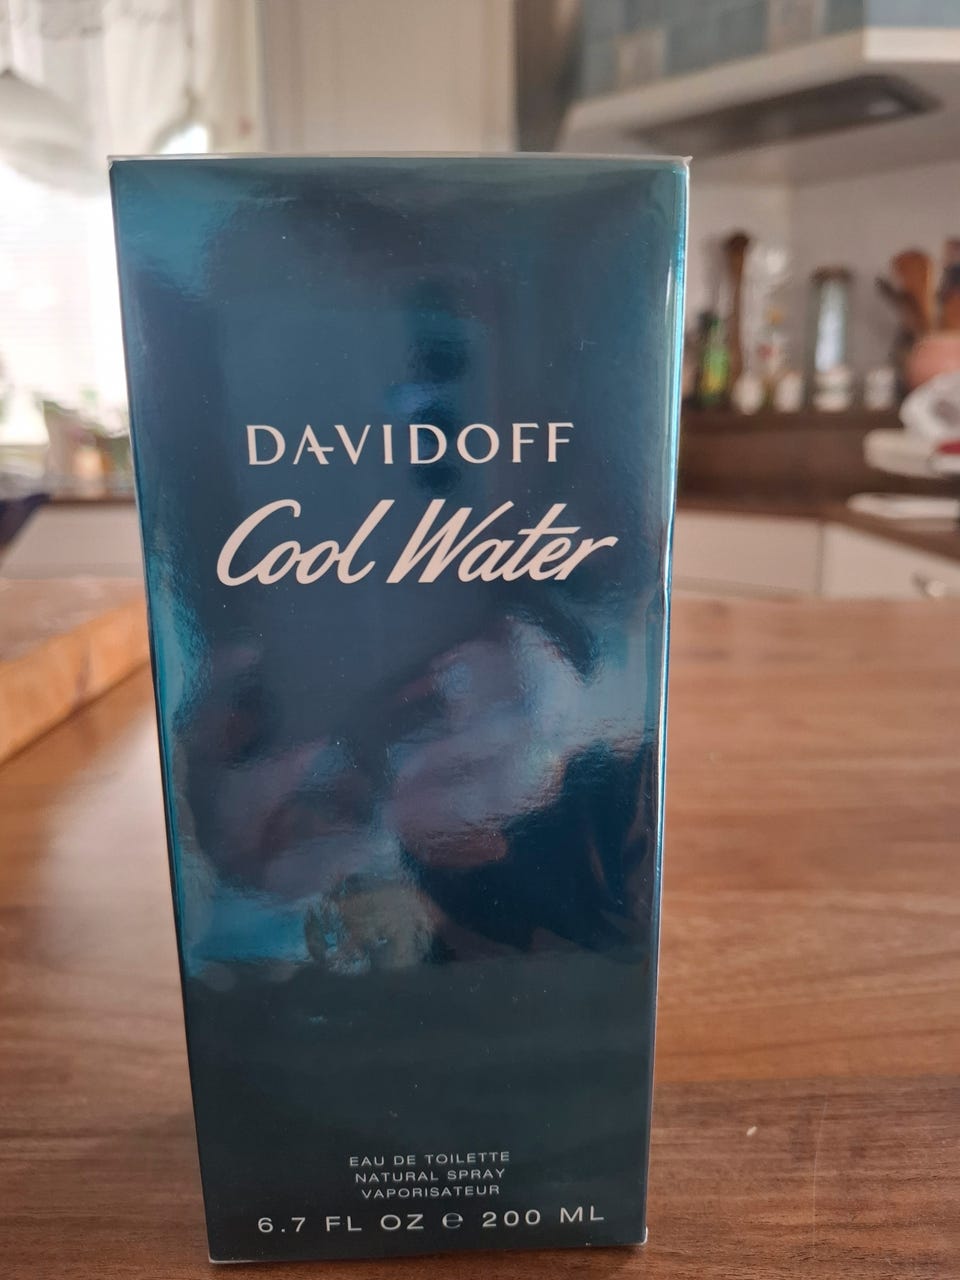 DAVIDOFF
Cool Water
EAU DE TOILETTE
NATURAL SPRAY
VAPORISATEUR
6.7 FL OZ ℮ 200 ML